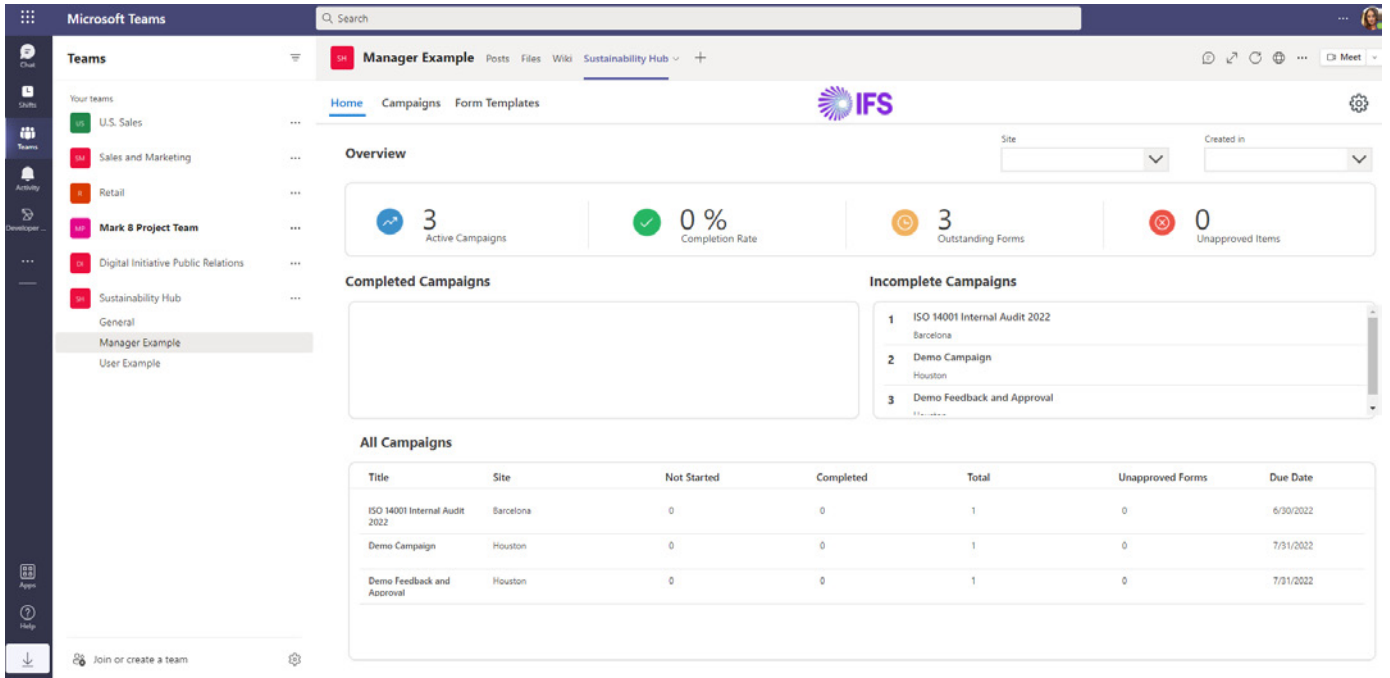 Microsoft Teams
Search
Chat
Shifts
Teams
Activity
Developer ...
Apps
Help
Teams
Your teams
US U.S. Sales
SM Sales and Marketing
R Retail
MP Mark 8 Project Team
DI Digital Initiative Public Relations
SH Sustainability Hub
General
Manager Example
User Example
Join or create a team
SH Manager Example Posts Files Wiki Sustainability Hub
Meet
Home Campaigns Form Templates
IFS
Overview
Site
Created in
3
Active Campaigns
0 %
Completion Rate
3
Outstanding Forms
0
Unapproved Items
Completed Campaigns
Incomplete Campaigns
1 ISO 14001 Internal Audit 2022
Barcelona
2 Demo Campaign
Houston
3 Demo Feedback and Approval
All Campaigns
Title Site Not Started Completed Total Unapproved Forms Due Date
ISO 14001 Internal Audit Barcelona 0 0 1 0 6/30/2022
2022
Demo Campaign Houston 0 0 1 0 7/31/2022
Demo Feedback and Houston 0 0 1 0 7/31/2022
Approval